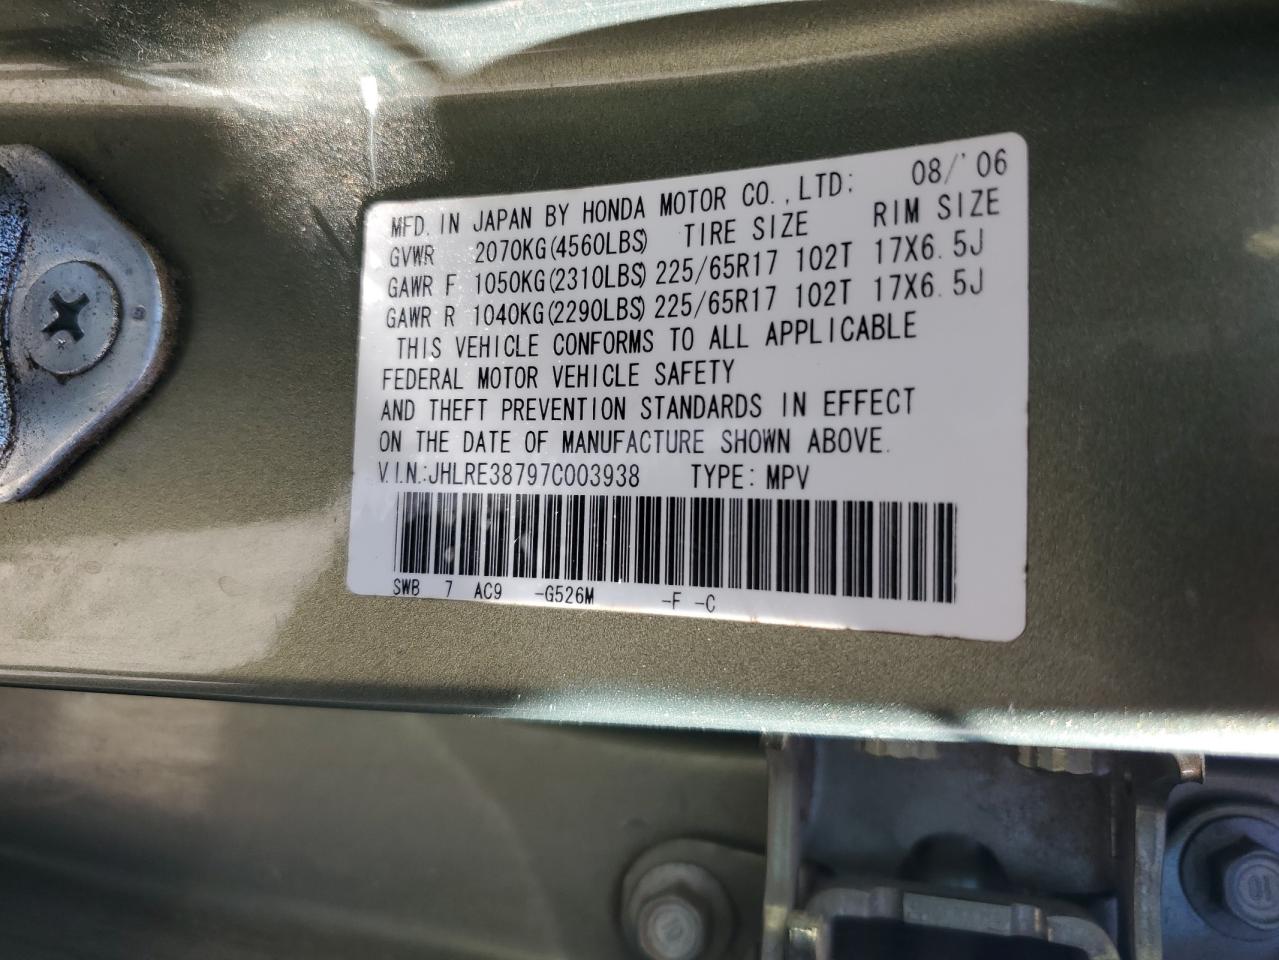 MFD. IN JAPAN BY HONDA MOTOR CO., LTD: 08/'06
GVWR 2070KG(4560LBS) TIRE SIZE RIM SIZE
GAWR F 1050KG(2310LBS) 225/65R17 102T 17X6.5J
GAWR R 1040KG(2290LBS) 225/65R17 102T 17X6.5J
THIS VEHICLE CONFORMS TO ALL APPLICABLE
FEDERAL MOTOR VEHICLE SAFETY
AND THEFT PREVENTION STANDARDS IN EFFECT
ON THE DATE OF MANUFACTURE SHOWN ABOVE.
V.I.N.:JHLRE38797C003938 TYPE: MPV
SWB 7 AC9 -G526M -F -C